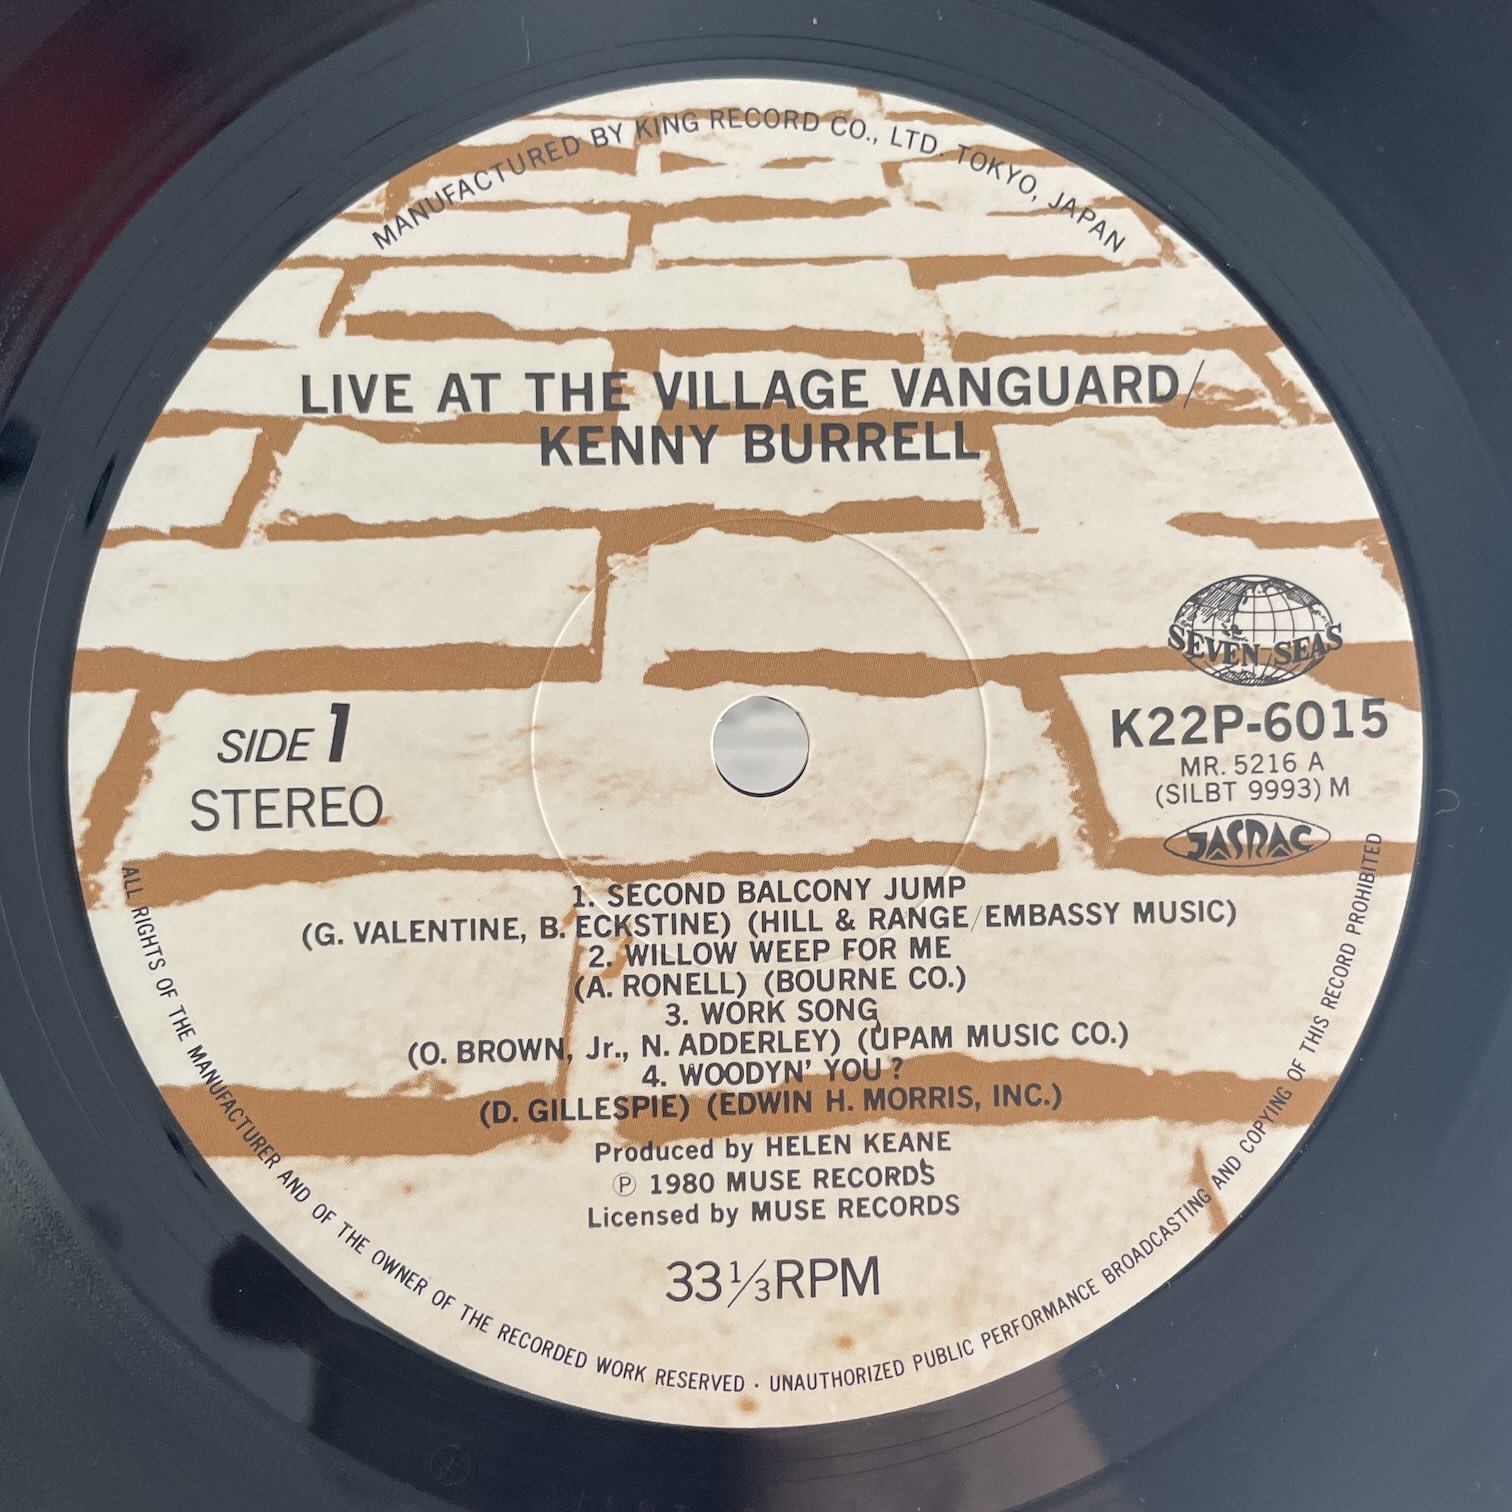 MANUFACTURED BY KING RECORD CO., LTD. TOKYO, JAPAN
LIVE AT THE VILLAGE VANGUARD/
KENNY BURRELL
SEVEN SEAS
SIDE 1
STEREO
K22P-6015
MR. 5216 A
(SILBT 9993) M
JASRAC
1. SECOND BALCONY JUMP
(G. VALENTINE, B. ECKSTINE) (HILL & RANGE/EMBASSY MUSIC)
2. WILLOW WEEP FOR ME
(A. RONELL) (BOURNE CO.)
3. WORK SONG
(O. BROWN, Jr., N. ADDERLEY) (UPAM MUSIC CO.)
4. WOODYN' YOU ?
(D. GILLESPIE) (EDWIN H. MORRIS, INC.)
Produced by HELEN KEANE
Ⓟ 1980 MUSE RECORDS
Licensed by MUSE RECORDS
33 1/3 RPM
ALL RIGHTS OF THE MANUFACTURER AND OF THE OWNER OF THE RECORDED WORK RESERVED · UNAUTHORIZED PUBLIC PERFORMANCE BROADCASTING AND COPYING OF THIS RECORD PROHIBITED